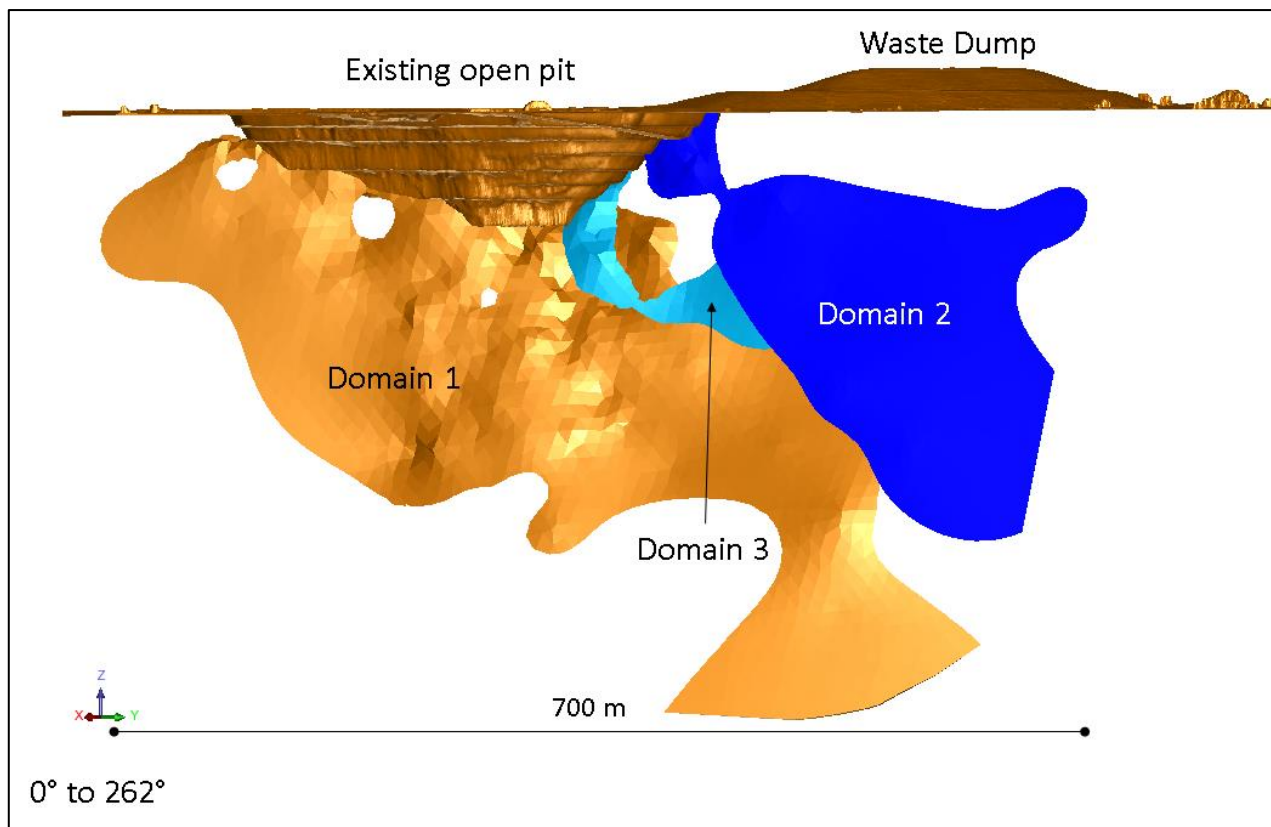 Waste Dump
Existing open pit
Domain 2
Domain 1
Domain 3
Z
X
Y
700 m
0° to 262°